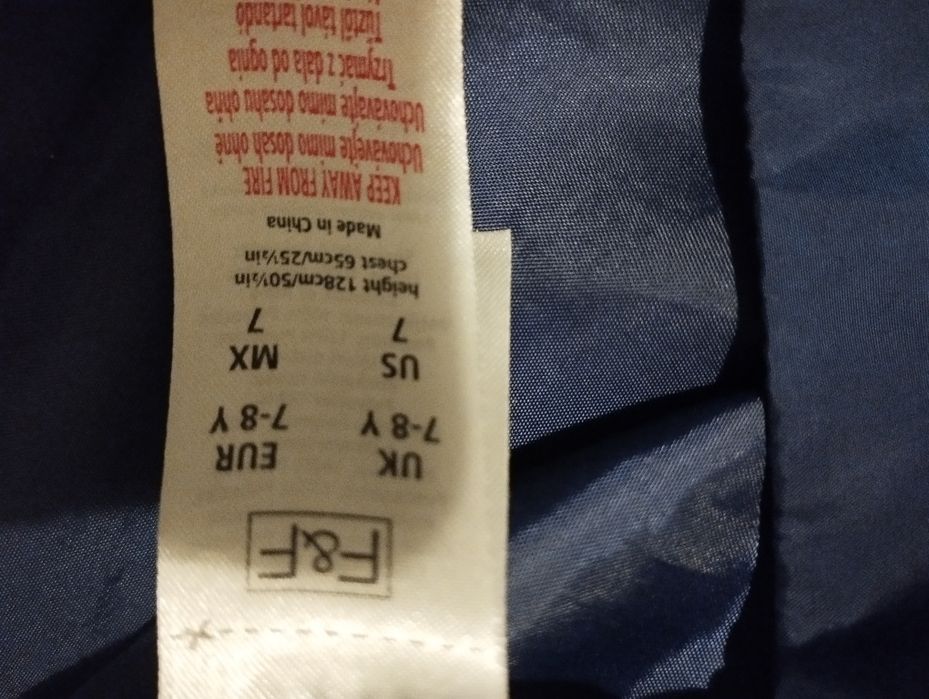 F&F
UK EUR
7-8 Y 7-8 Y
US MX
7 7
height 128cm/50½in
chest 65cm/25½in
Made in China
KEEP AWAY FROM FIRE
Uchovávejte mimo dosah ohně
Uchovávajte mimo dosahu ohňa
Trzymać z dala od ognia
Tűztől távol tartandó